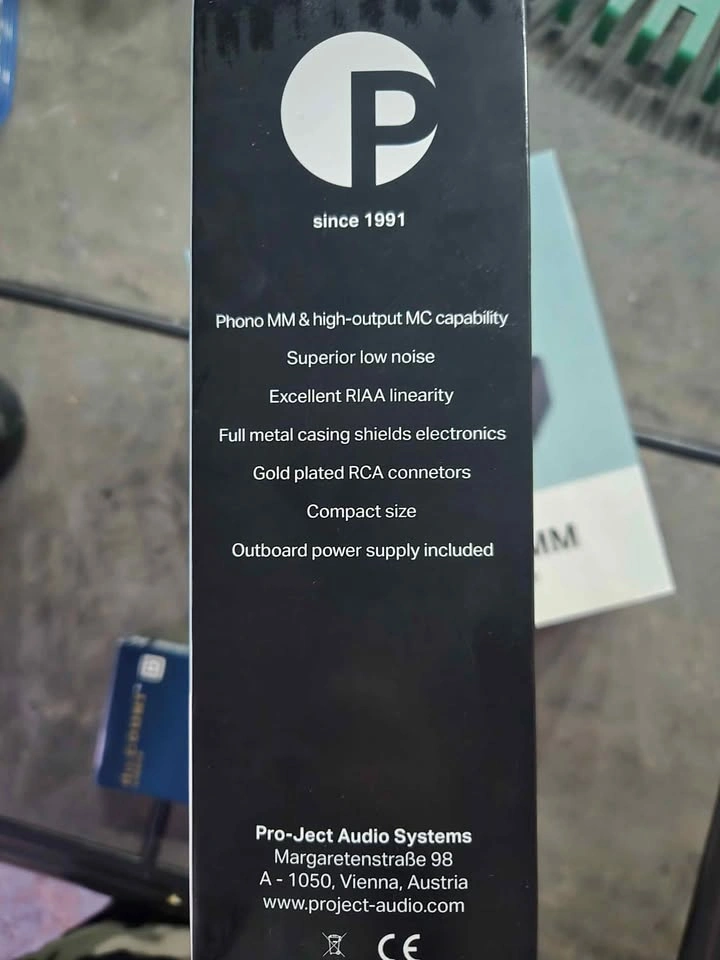 P
since 1991
Phono MM & high-output MC capability
Superior low noise
Excellent RIAA linearity
Full metal casing shields electronics
Gold plated RCA connetors
Compact size
Outboard power supply included
MM
Pro-Ject Audio Systems
Margaretenstraße 98
A - 1050, Vienna, Austria
www.project-audio.com
CE